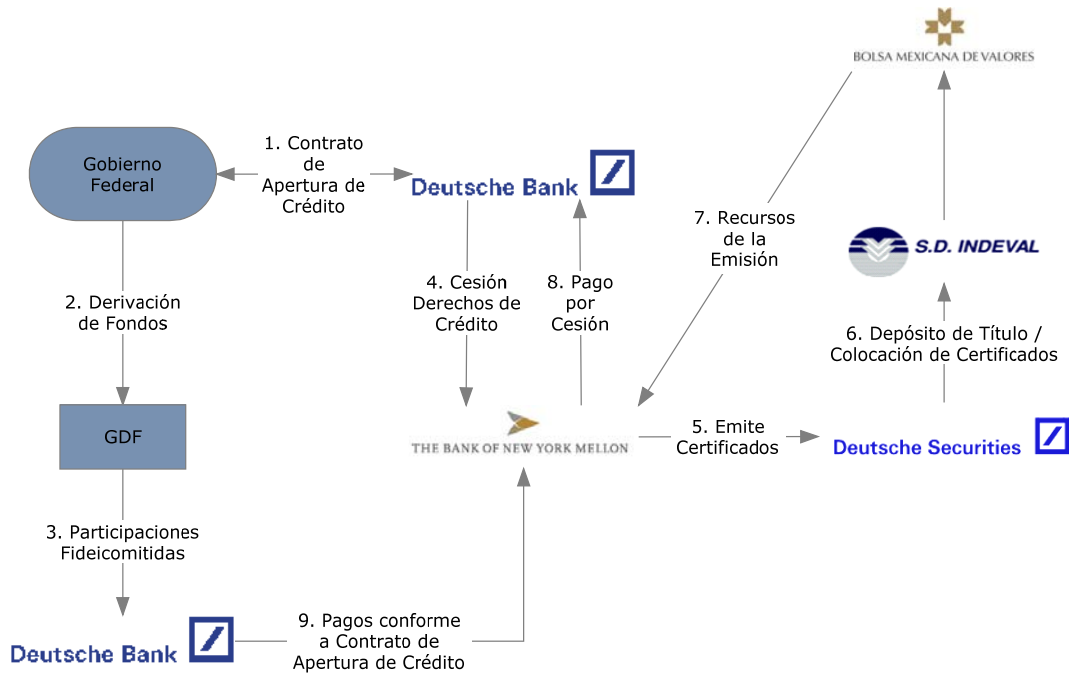 BOLSA MEXICANA DE VALORES
Gobierno
Federal
1. Contrato
de
Apertura de
Crédito
Deutsche Bank
7. Recursos
de la
Emisión
S.D. INDEVAL
2. Derivación
de Fondos
4. Cesión
Derechos de
Crédito
8. Pago
por
Cesión
6. Depósito de Título /
Colocación de Certificados
GDF
THE BANK OF NEW YORK MELLON
5. Emite
Certificados
Deutsche Securities
3. Participaciones
Fideicomitidas
Deutsche Bank
9. Pagos conforme
a Contrato de
Apertura de Crédito